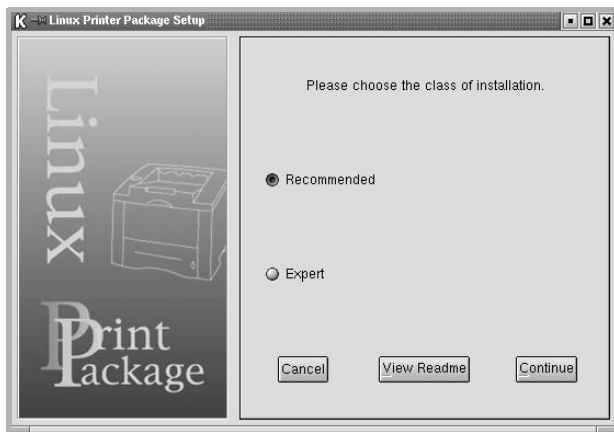 Linux Printer Package Setup
Linux
Print
Package
Please choose the class of installation.
Recommended
Expert
Cancel
View Readme
Continue